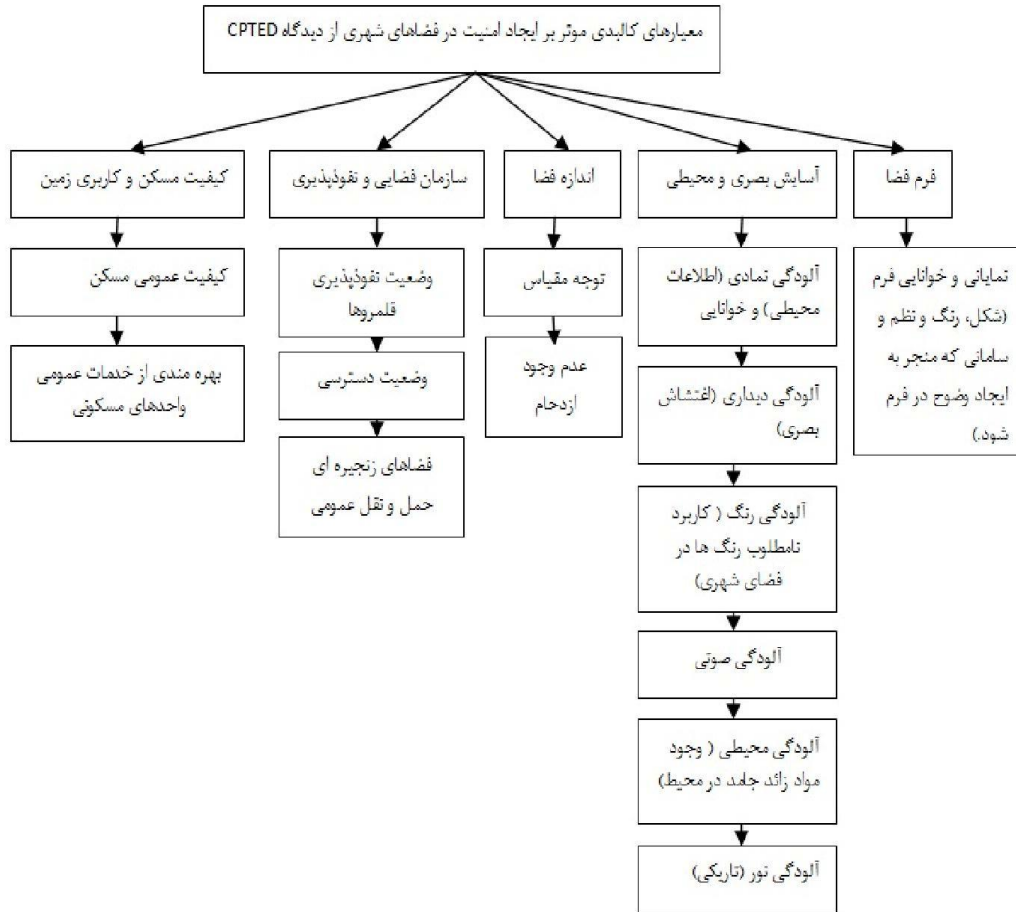 معیارهای کالبدی موثر بر ایجاد امنیت در فضاهای شهری از دیدگاه CPTED
فرم فضا
آسایش بصری و محیطی
اندازه فضا
سازمان فضایی و نفوذپذیری
کیفیت مسکن و کاربری زمین
نمایانی و خوانایی فرم
(شکل، رنگ و نظم و
سامانی که منجر به
ایجاد وضوح در فرم
شود.)
آلودگی نمادی (اطلاعات
محیطی) و خوانایی
آلودگی دیداری (اغتشاش
بصری)
آلودگی رنگ ( کاربرد
نامطلوب رنگ ها در
فضای شهری)
آلودگی صوتی
آلودگی محیطی ( وجود
مواد زائد جامد در محیط)
آلودگی نور (تاریکی)
توجه مقیاس
عدم وجود
ازدحام
وضعیت نفوذپذیری
قلمروها
وضعیت دسترسی
فضاهای زنجیره ای
حمل و نقل عمومی
کیفیت عمومی مسکن
بهره مندی از خدمات عمومی
واحدهای مسکونی